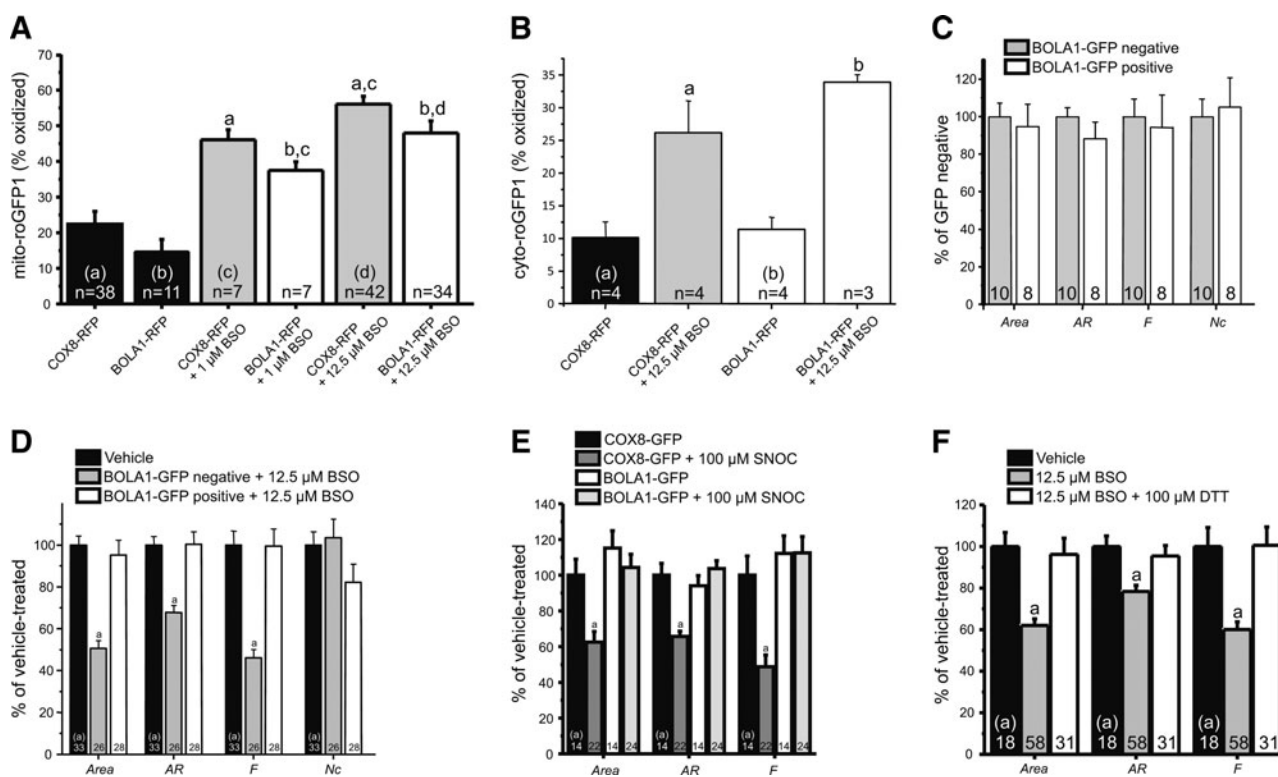 A
mito-roGFP1 (% oxidized)
70
60
50
40
30
20
10
0
a
b,c
a,c
b,d
(a)
n=38
(b)
n=11
(c)
n=7
n=7
(d)
n=42
n=34
COX8-RFP
BOLA1-RFP
COX8-RFP
+ 1 µM BSO
BOLA1-RFP
+ 1 µM BSO
COX8-RFP
+ 12.5 µM BSO
BOLA1-RFP
+ 12.5 µM BSO
B
cyto-roGFP1 (% oxidized)
35
30
25
20
15
10
5
0
a
b
(a)
n=4
n=4
(b)
n=4
n=3
COX8-RFP
COX8-RFP
+ 12.5 µM BSO
BOLA1-RFP
BOLA1-RFP
+ 12.5 µM BSO
C
BOLA1-GFP negative
BOLA1-GFP positive
% of GFP negative
120
100
80
60
40
20
0
10 8 10 8 10 8 10 8
Area AR F Nc
D
Vehicle
BOLA1-GFP negative + 12.5 µM BSO
BOLA1-GFP positive + 12.5 µM BSO
% of vehicle-treated
100
80
60
40
20
0
a a a
(a) (a) (a) (a)
33 26 28 33 26 28 33 26 28 33 26 28
Area AR F Nc
E
COX8-GFP
COX8-GFP + 100 µM SNOC
BOLA1-GFP
BOLA1-GFP + 100 µM SNOC
% of vehicle-treated
140
120
100
80
60
40
20
0
a a a
(a) (a) (a)
14 22 14 24 14 22 14 24 14 22 14 24
Area AR F
F
Vehicle
12.5 µM BSO
12.5 µM BSO + 100 µM DTT
% of vehicle-treated
120
100
80
60
40
20
0
a a a
(a) (a) (a)
18 58 31 18 58 31 18 58 31
Area AR F